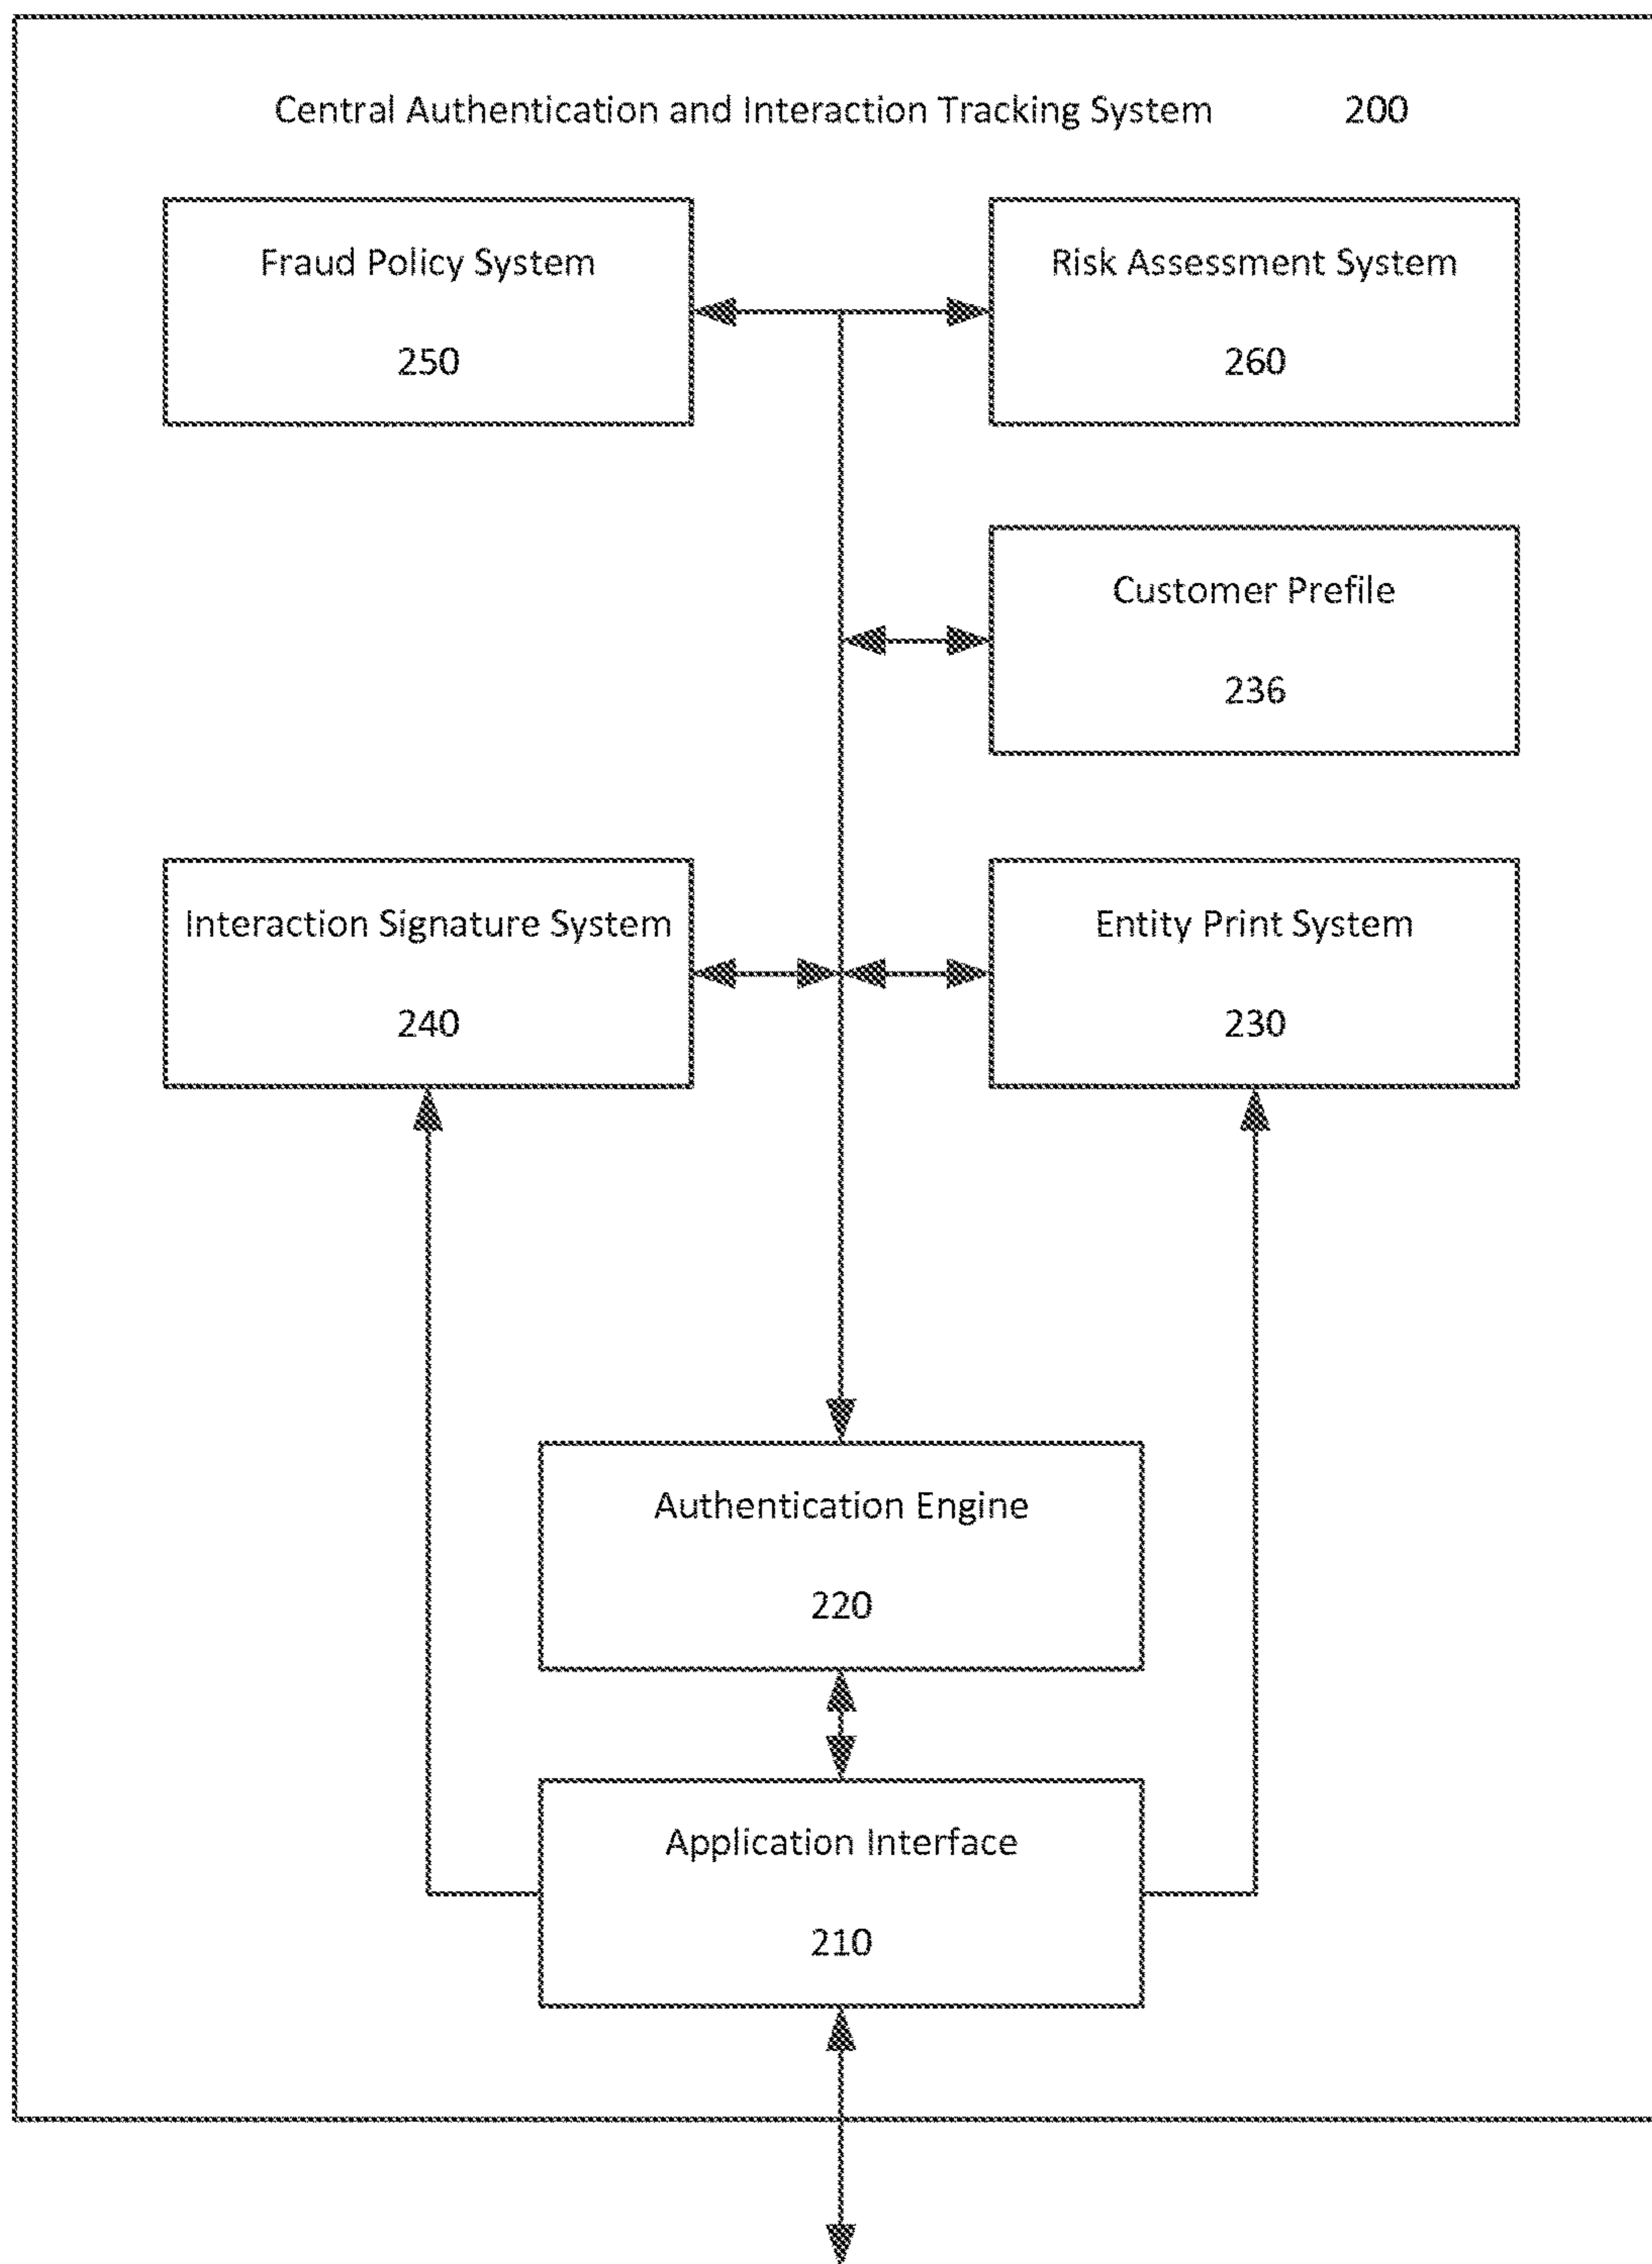 Central Authentication and Interaction Tracking System 200
Fraud Policy System
250
Risk Assessment System
260
Customer Prefile
236
Interaction Signature System
240
Entity Print System
230
Authentication Engine
220
Application Interface
210